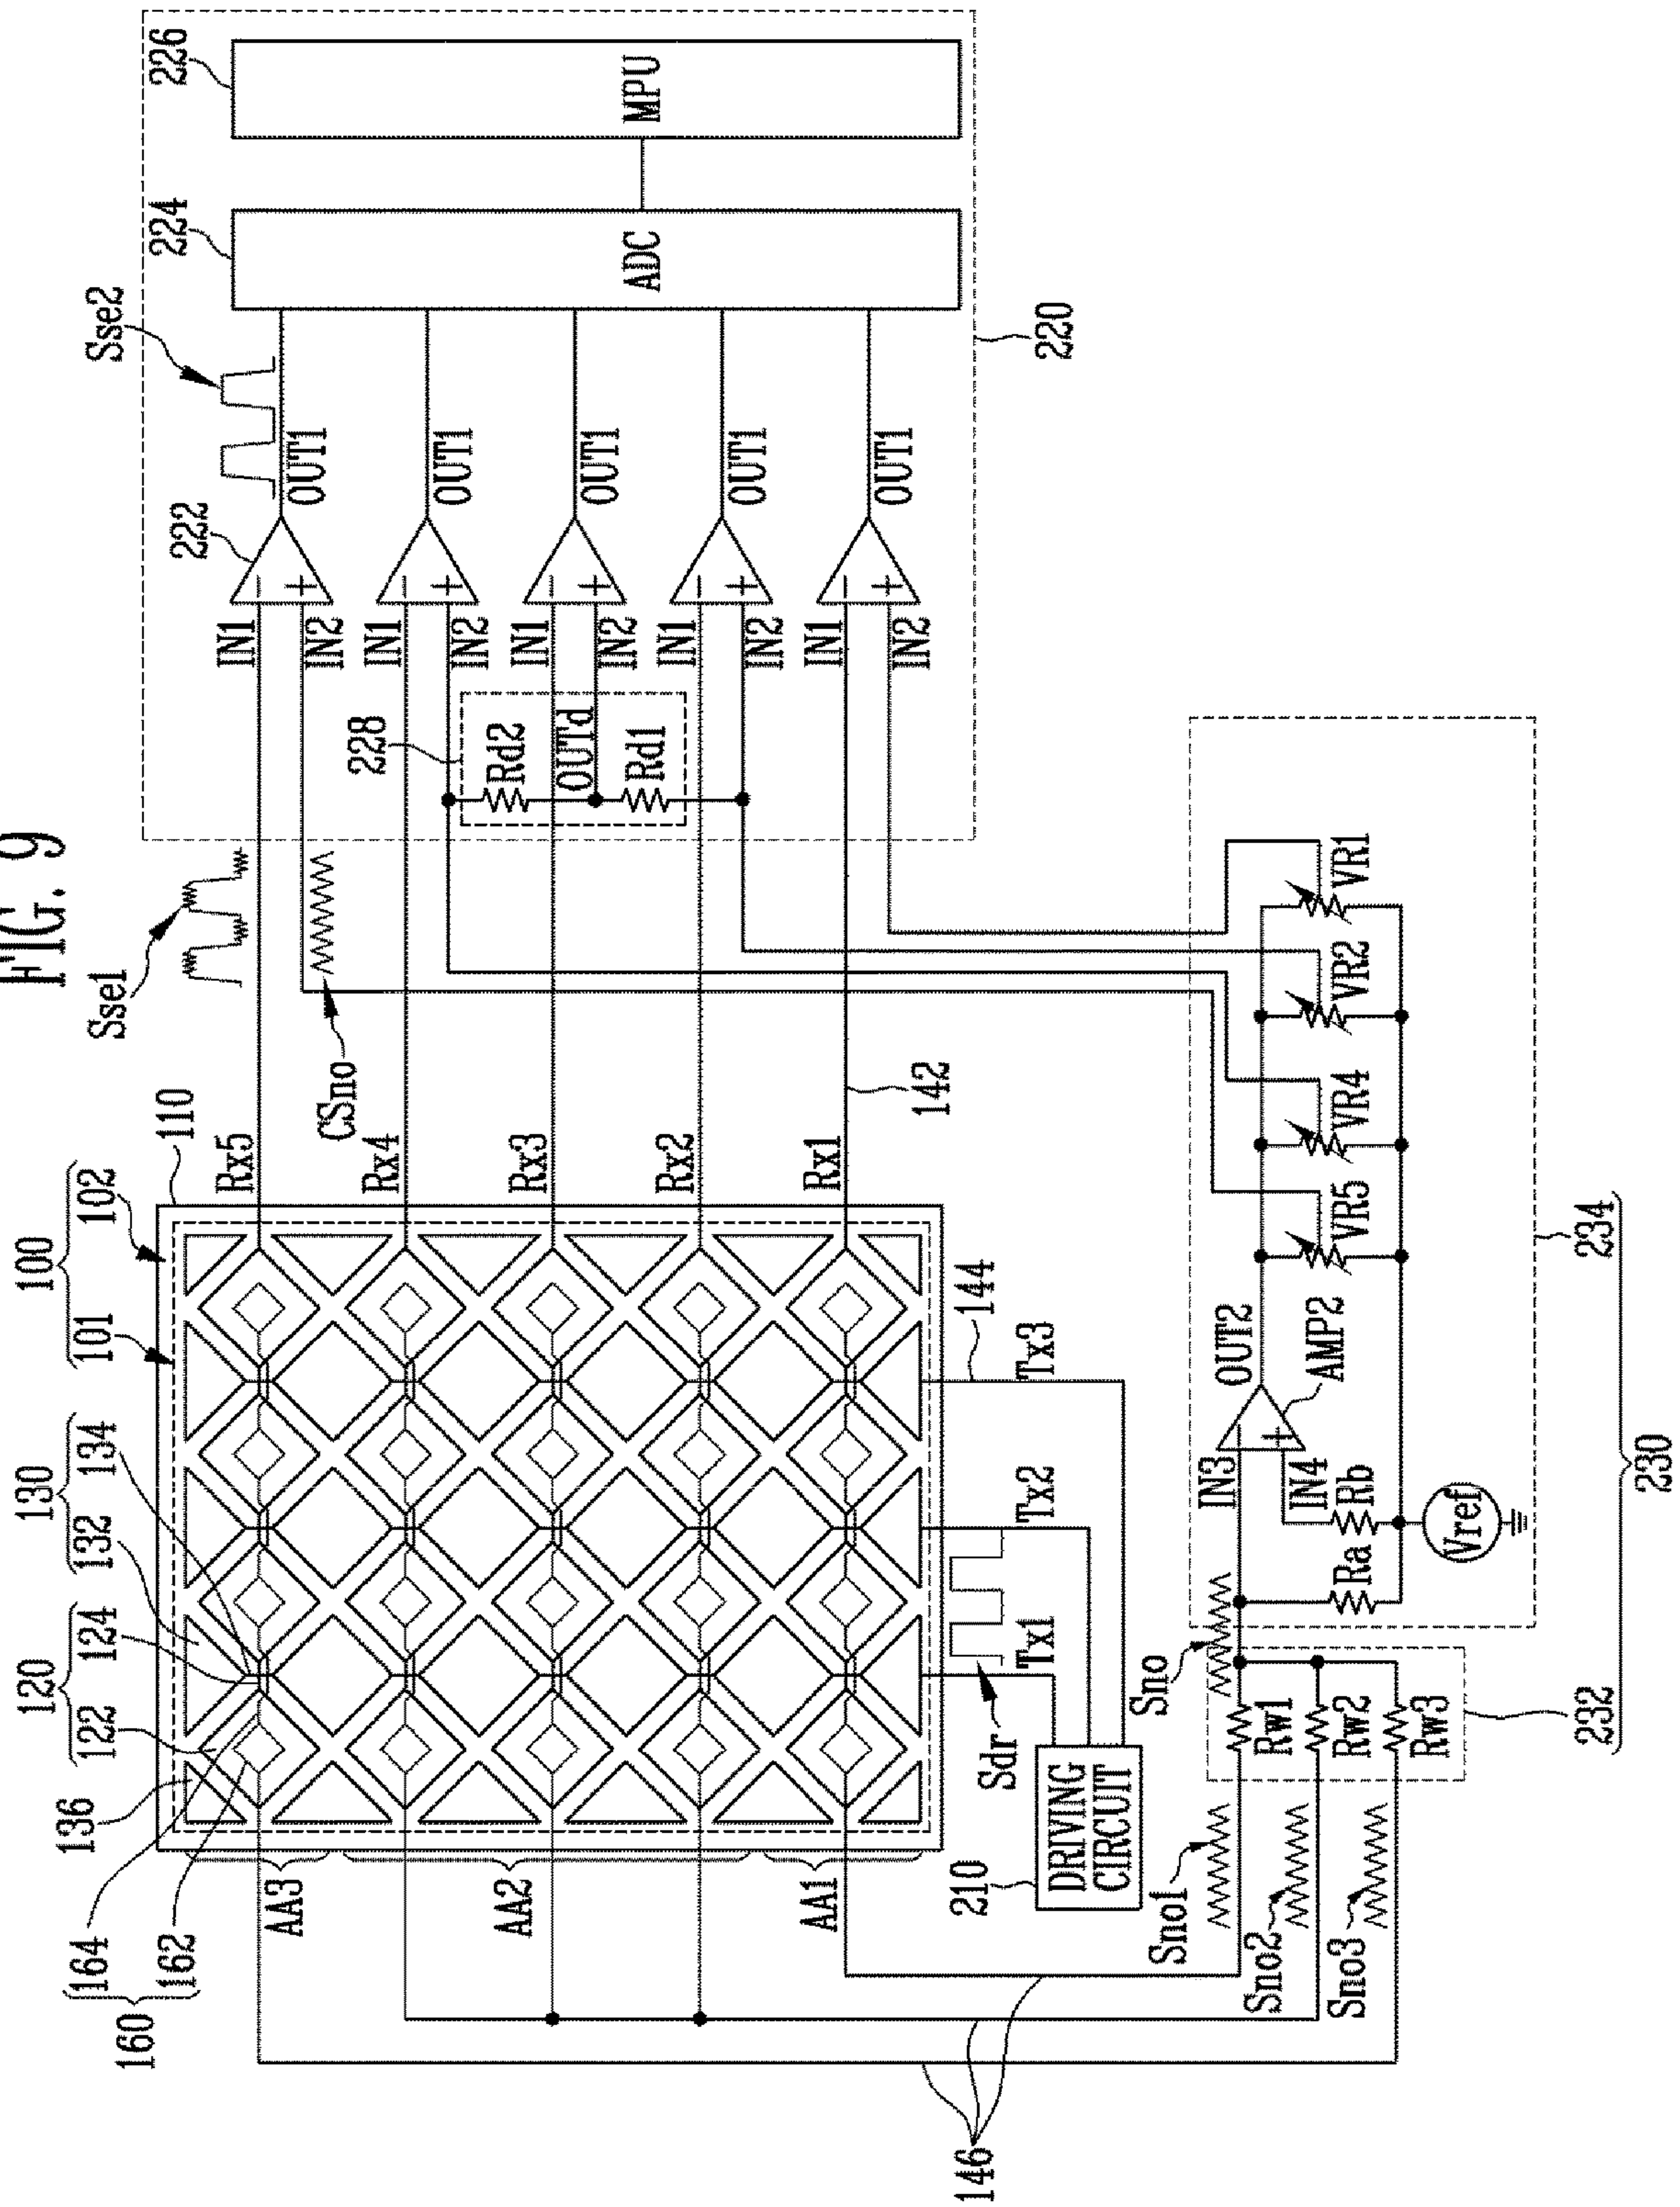 FIG. 9
100
101
102
110
120
122
124
130
132
134
136
134
160
164
162
AA3
AA2
AA1
Rx5
Rx4
Rx3
Rx2
Rx1
142
Sse1
CSno
Sse2
222
224
226
228
220
IN1
IN2
OUT1
IN1
IN2
OUT1
IN1
IN2
OUT1
IN1
IN2
OUT1
IN1
IN2
OUT1
Rd2
OUTd
Rd1
ADC
MPU
Tx1
Tx2
Tx3
144
Sdr
210
DRIVING
CIRCUIT
146
Sno1
Sno2
Sno3
Sno
Rw1
Rw2
Rw3
232
IN3
IN4
OUT2
AMP2
Ra
Rb
Vref
VR5
VR4
VR2
VR1
234
230